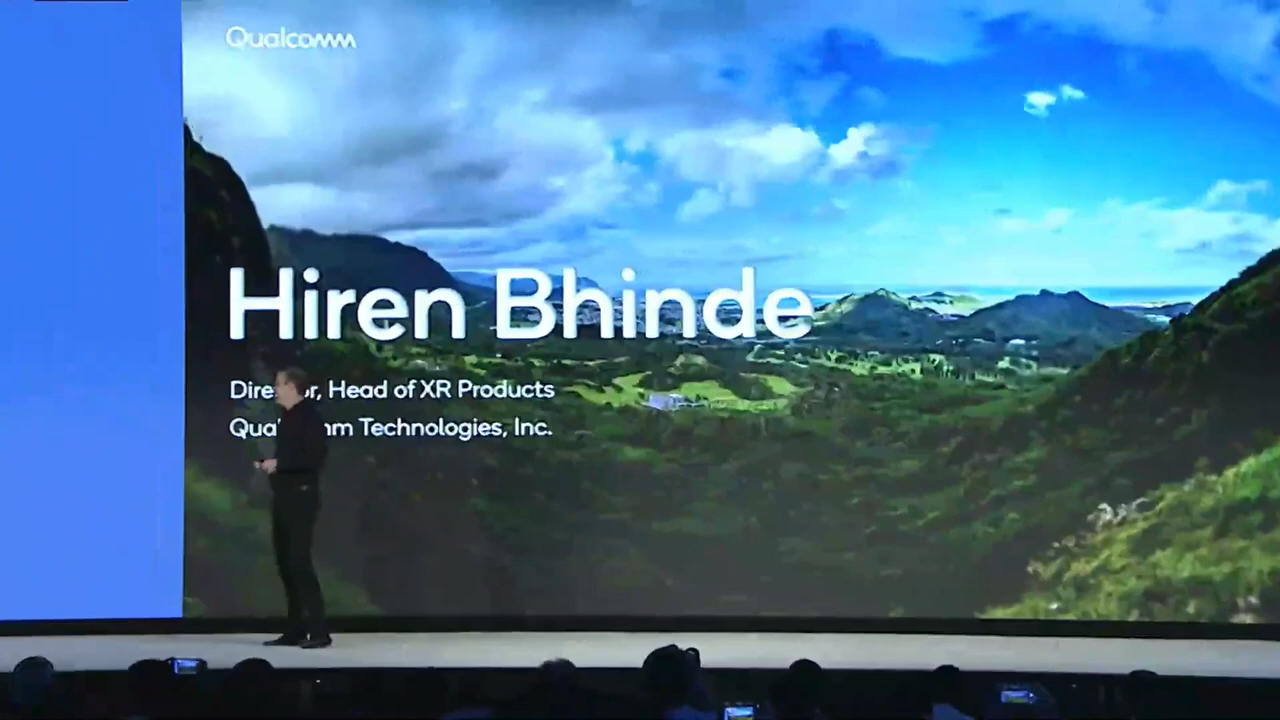 Qualcomm
Hiren Bhinde
Head of XR Products
Technologies, Inc.